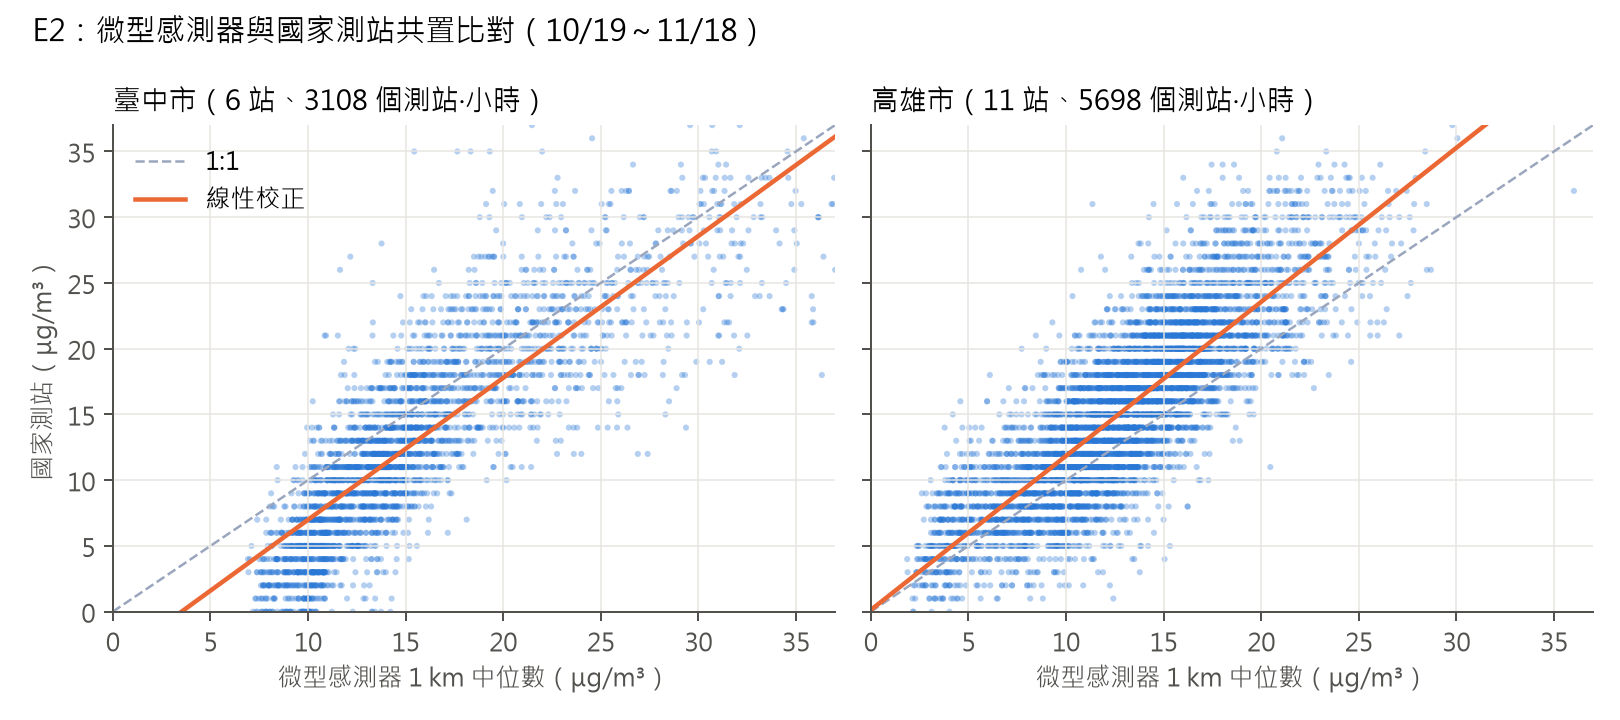 E2：微型感測器與國家測站共置比對（10/19～11/18）
臺中市（6 站、3108 個測站·小時）
高雄市（11 站、5698 個測站·小時）
1:1
線性校正
國家測站（µg/m³）
35
30
25
20
15
10
5
0
0 5 10 15 20 25 30 35
0 5 10 15 20 25 30 35
微型感測器 1 km 中位數（µg/m³）
微型感測器 1 km 中位數（µg/m³）